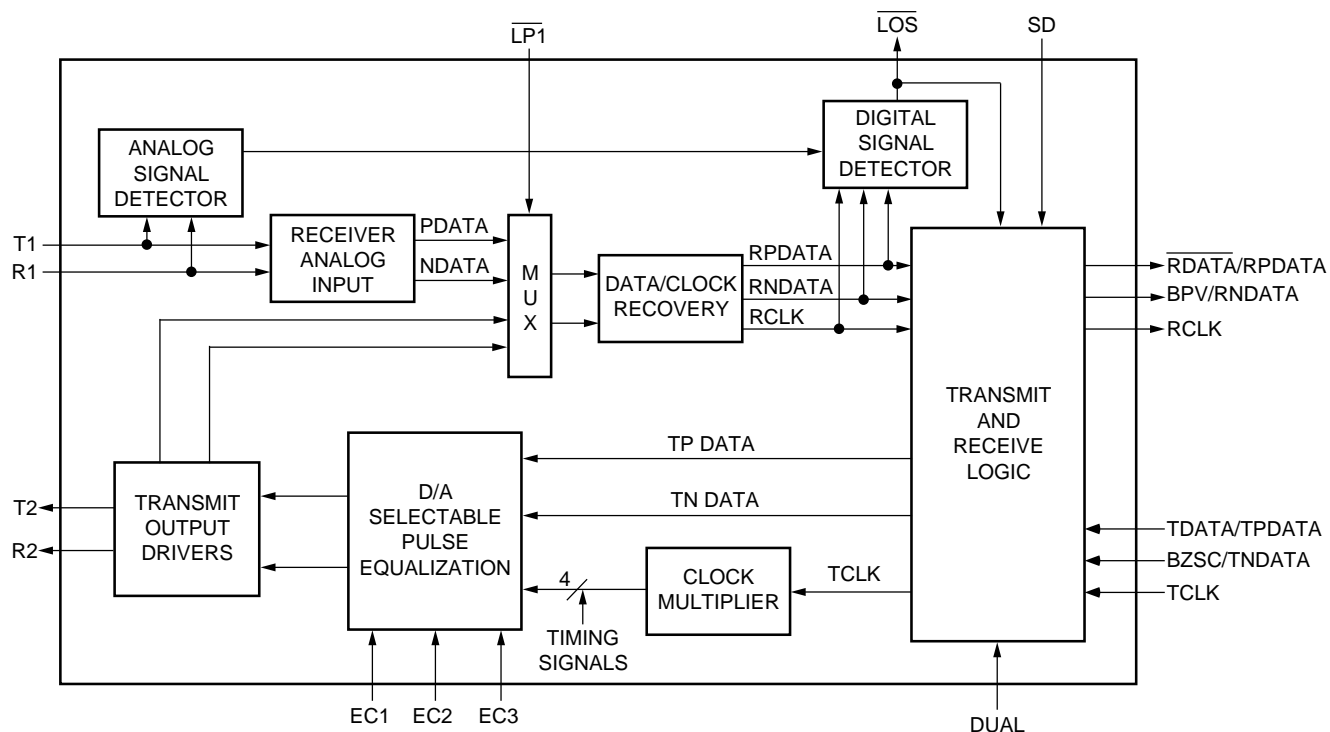 LP1
LOS
SD
ANALOG
SIGNAL
DETECTOR
DIGITAL
SIGNAL
DETECTOR
T1
R1
RECEIVER
ANALOG
INPUT
PDATA
NDATA
M
U
X
DATA/CLOCK
RECOVERY
RPDATA
RNDATA
RCLK
TRANSMIT
AND
RECEIVE
LOGIC
RDATA/RPDATA
BPV/RNDATA
RCLK
T2
R2
TRANSMIT
OUTPUT
DRIVERS
D/A
SELECTABLE
PULSE
EQUALIZATION
TP DATA
TN DATA
4
TIMING
SIGNALS
CLOCK
MULTIPLIER
TCLK
TDATA/TPDATA
BZSC/TNDATA
TCLK
EC1
EC2
EC3
DUAL